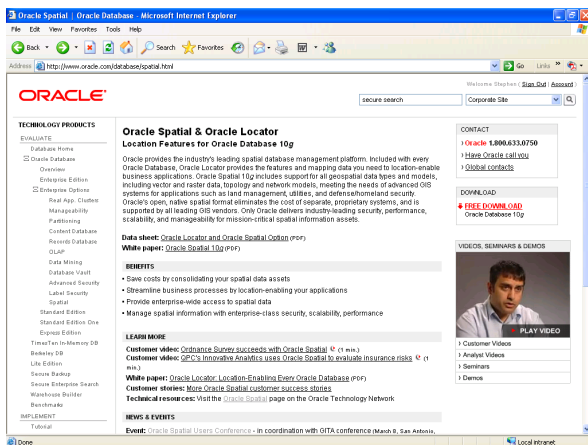 Oracle Spatial | Oracle Database - Microsoft Internet Explorer
File Edit View Favorites Tools Help
Back Search Favorites
Address http://www.oracle.com/database/spatial.html Go Links
Welcome Stephen ( Sign Out | Account )
ORACLE
secure search Corporate Site
TECHNOLOGY PRODUCTS
EVALUATE
Database Home
Oracle Database
Overview
Enterprise Edition
Enterprise Options
Real App. Clusters
Manageability
Partitioning
Content Database
Records Database
OLAP
Data Mining
Database Vault
Advanced Security
Label Security
Spatial
Standard Edition
Standard Edition One
Express Edition
TimesTen In-Memory DB
Berkeley DB
Lite Edition
Secure Backup
Secure Enterprise Search
Warehouse Builder
Benchmarks
IMPLEMENT
Tutorial
Oracle Spatial & Oracle Locator
Location Features for Oracle Database 10g
Oracle provides the industry's leading spatial database management platform. Included with every
Oracle Database, Oracle Locator provides the features and mapping data you need to location-enable
business applications. Oracle Spatial 10g includes support for all geospatial data types and models,
including vector and raster data, topology and network models, meeting the needs of advanced GIS
systems for applications such as land management, utilities, and defense/homeland security.
Oracle's open, native spatial format eliminates the cost of separate, proprietary systems, and is
supported by all leading GIS vendors. Only Oracle delivers industry-leading security, performance,
scalability, and manageability for mission-critical spatial information assets.
Data sheet: Oracle Locator and Oracle Spatial Option (PDF)
White paper: Oracle Spatial 10g (PDF)
BENEFITS
• Save costs by consolidating your spatial data assets
• Streamline business processes by location-enabling your applications
• Provide enterprise-wide access to spatial data
• Manage spatial information with enterprise-class security, scalability, performance
LEARN MORE
Customer video: Ordnance Survey succeeds with Oracle Spatial (1 min.)
Customer video: QPC's Innovative Analytics uses Oracle Spatial to evaluate insurance risks (1
min.)
White paper: Oracle Locator: Location-Enabling Every Oracle Database (PDF)
Customer stories: More Oracle Spatial customer success stories
Technical resources: Visit the Oracle Spatial page on the Oracle Technology Network
NEWS & EVENTS
Event: Oracle Spatial Users Conference - in coordination with GITA conference (March 8, San Antonio,
CONTACT
Oracle 1.800.633.0750
Have Oracle call you
Global contacts
DOWNLOAD
FREE DOWNLOAD
Oracle Database 10g
VIDEOS, SEMINARS & DEMOS
PLAY VIDEO
Customer Videos
Analyst Videos
Seminars
Demos
Done Local intranet